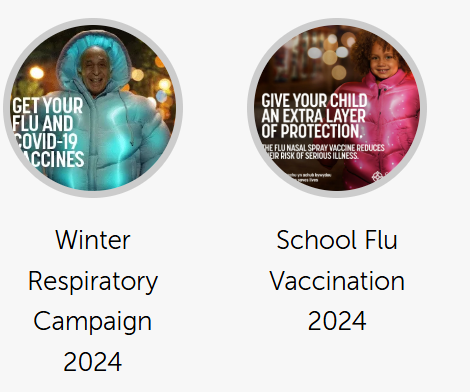 GET YOUR
FLU AND
COVID-19
VACCINES
GIVE YOUR CHILD
AN EXTRA LAYER
OF PROTECTION.
THE FLU NASAL SPRAY VACCINE REDUCES
THEIR RISK OF SERIOUS ILLNESS.
Winter
Respiratory
Campaign
2024
School Flu
Vaccination
2024